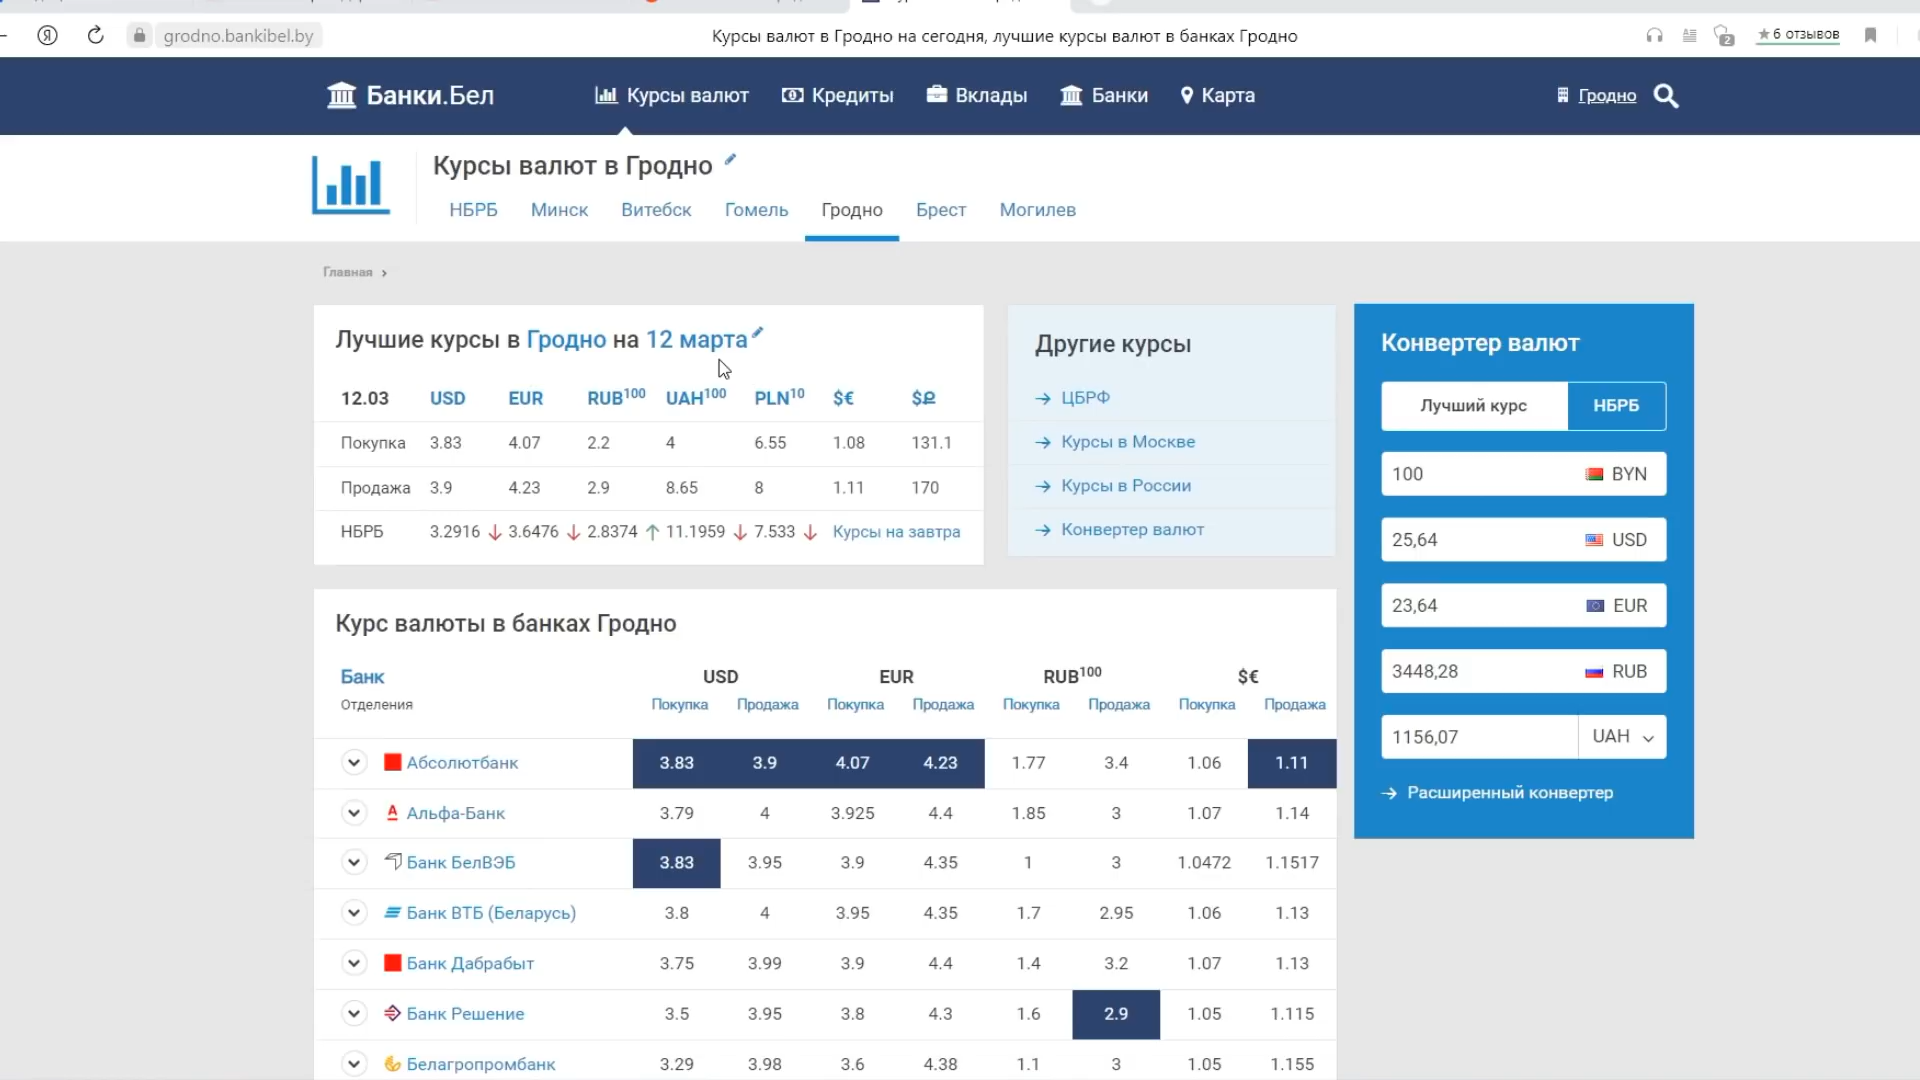 grodno.bankibel.by
Курсы валют в Гродно на сегодня, лучшие курсы валют в банках Гродно
2
★ 6 отзывов
Банки.Бел
Курсы валют
Кредиты
Вклады
Банки
Карта
Гродно
Курсы валют в Гродно
НБРБ Минск Витебск Гомель Гродно Брест Могилев
Главная ›
Лучшие курсы в Гродно на 12 марта
12.03 USD EUR RUB100 UAH100 PLN10 $€ $₽
Покупка 3.83 4.07 2.2 4 6.55 1.08 131.1
Продажа 3.9 4.23 2.9 8.65 8 1.11 170
НБРБ 3.2916 ↓ 3.6476 ↓ 2.8374 ↑ 11.1959 ↓ 7.533 ↓ Курсы на завтра
Другие курсы
→ ЦБРФ
→ Курсы в Москве
→ Курсы в России
→ Конвертер валют
Конвертер валют
Лучший курс НБРБ
100 BYN
25,64 USD
23,64 EUR
3448,28 RUB
1156,07 UAH
→ Расширенный конвертер
Курс валюты в банках Гродно
Банк USD EUR RUB100 $€
Отделения Покупка Продажа Покупка Продажа Покупка Продажа Покупка Продажа
Абсолютбанк 3.83 3.9 4.07 4.23 1.77 3.4 1.06 1.11
Альфа-Банк 3.79 4 3.925 4.4 1.85 3 1.07 1.14
Банк БелВЭБ 3.83 3.95 3.9 4.35 1 3 1.0472 1.1517
Банк ВТБ (Беларусь) 3.8 4 3.95 4.35 1.7 2.95 1.06 1.13
Банк Дабрабыт 3.75 3.99 3.9 4.4 1.4 3.2 1.07 1.13
Банк Решение 3.5 3.95 3.8 4.3 1.6 2.9 1.05 1.115
Белагропромбанк 3.29 3.98 3.6 4.38 1.1 3 1.05 1.155